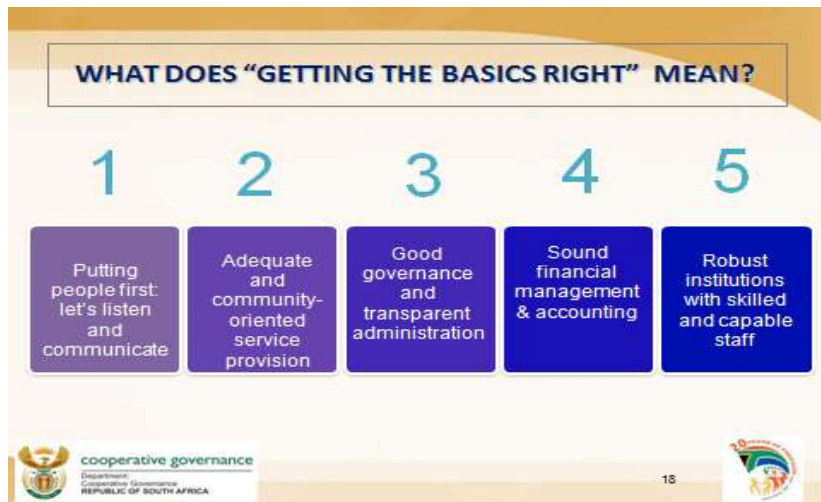 WHAT DOES “GETTING THE BASICS RIGHT” MEAN?
1
2
3
4
5
Putting
people first:
let's listen
and
communicate
Adequate
and
community-
oriented
service
provision
Good
governance
and
transparent
administration
Sound
financial
management
& accounting
Robust
institutions
with skilled
and capable
staff
cooperative governance
Department:
Cooperative Governance
REPUBLIC OF SOUTH AFRICA
18
20